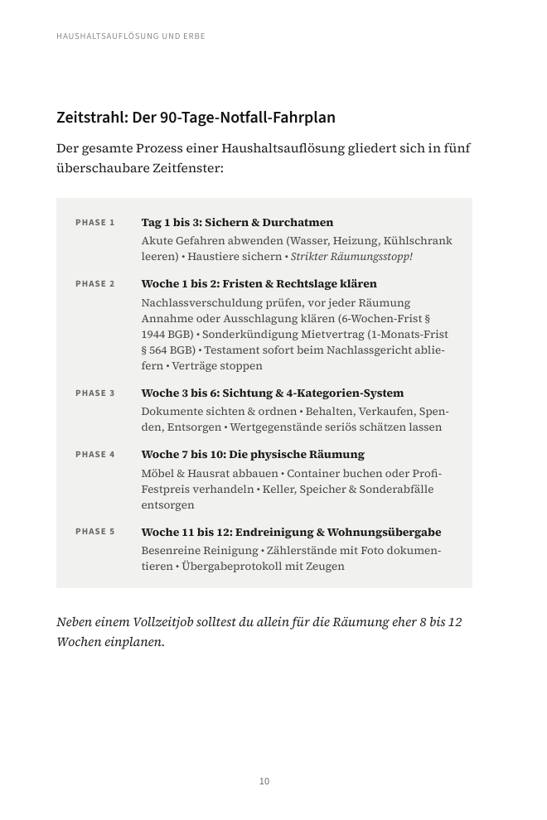 HAUSHALTSAUFLÖSUNG UND ERBE
Zeitstrahl: Der 90-Tage-Notfall-Fahrplan
Der gesamte Prozess einer Haushaltsauflösung gliedert sich in fünf
überschaubare Zeitfenster:
PHASE 1 Tag 1 bis 3: Sichern & Durchatmen
Akute Gefahren abwenden (Wasser, Heizung, Kühlschrank
leeren) • Haustiere sichern • Strikter Räumungsstopp!
PHASE 2 Woche 1 bis 2: Fristen & Rechtslage klären
Nachlassverschuldung prüfen, vor jeder Räumung
Annahme oder Ausschlagung klären (6-Wochen-Frist §
1944 BGB) • Sonderkündigung Mietvertrag (1-Monats-Frist
§ 564 BGB) • Testament sofort beim Nachlassgericht ablie-
fern • Verträge stoppen
PHASE 3 Woche 3 bis 6: Sichtung & 4-Kategorien-System
Dokumente sichten & ordnen • Behalten, Verkaufen, Spen-
den, Entsorgen • Wertgegenstände seriös schätzen lassen
PHASE 4 Woche 7 bis 10: Die physische Räumung
Möbel & Hausrat abbauen • Container buchen oder Profi-
Festpreis verhandeln • Keller, Speicher & Sonderabfälle
entsorgen
PHASE 5 Woche 11 bis 12: Endreinigung & Wohnungsübergabe
Besenreine Reinigung • Zählerstände mit Foto dokumen-
tieren • Übergabeprotokoll mit Zeugen
Neben einem Vollzeitjob solltest du allein für die Räumung eher 8 bis 12
Wochen einplanen.
10